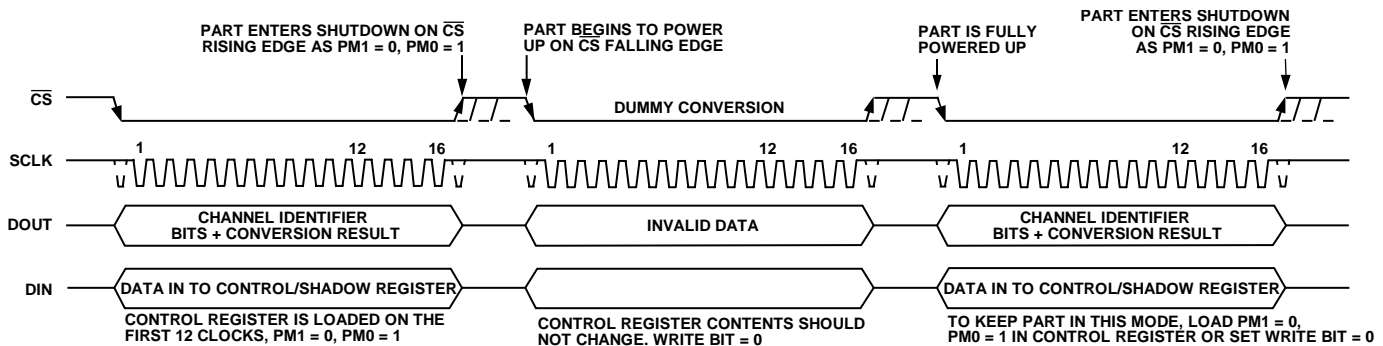 PART ENTERS SHUTDOWN ON CS
RISING EDGE AS PM1 = 0, PM0 = 1
PART BEGINS TO POWER
UP ON CS FALLING EDGE
PART IS FULLY
POWERED UP
PART ENTERS SHUTDOWN
ON CS RISING EDGE
AS PM1 = 0, PM0 = 1
CS
DUMMY CONVERSION
SCLK
1 12 16
1 12 16
1 12 16
DOUT
CHANNEL IDENTIFIER
BITS + CONVERSION RESULT
INVALID DATA
CHANNEL IDENTIFIER
BITS + CONVERSION RESULT
DIN
DATA IN TO CONTROL/SHADOW REGISTER
DATA IN TO CONTROL/SHADOW REGISTER
CONTROL REGISTER IS LOADED ON THE
FIRST 12 CLOCKS, PM1 = 0, PM0 = 1
CONTROL REGISTER CONTENTS SHOULD
NOT CHANGE, WRITE BIT = 0
TO KEEP PART IN THIS MODE, LOAD PM1 = 0,
PM0 = 1 IN CONTROL REGISTER OR SET WRITE BIT = 0